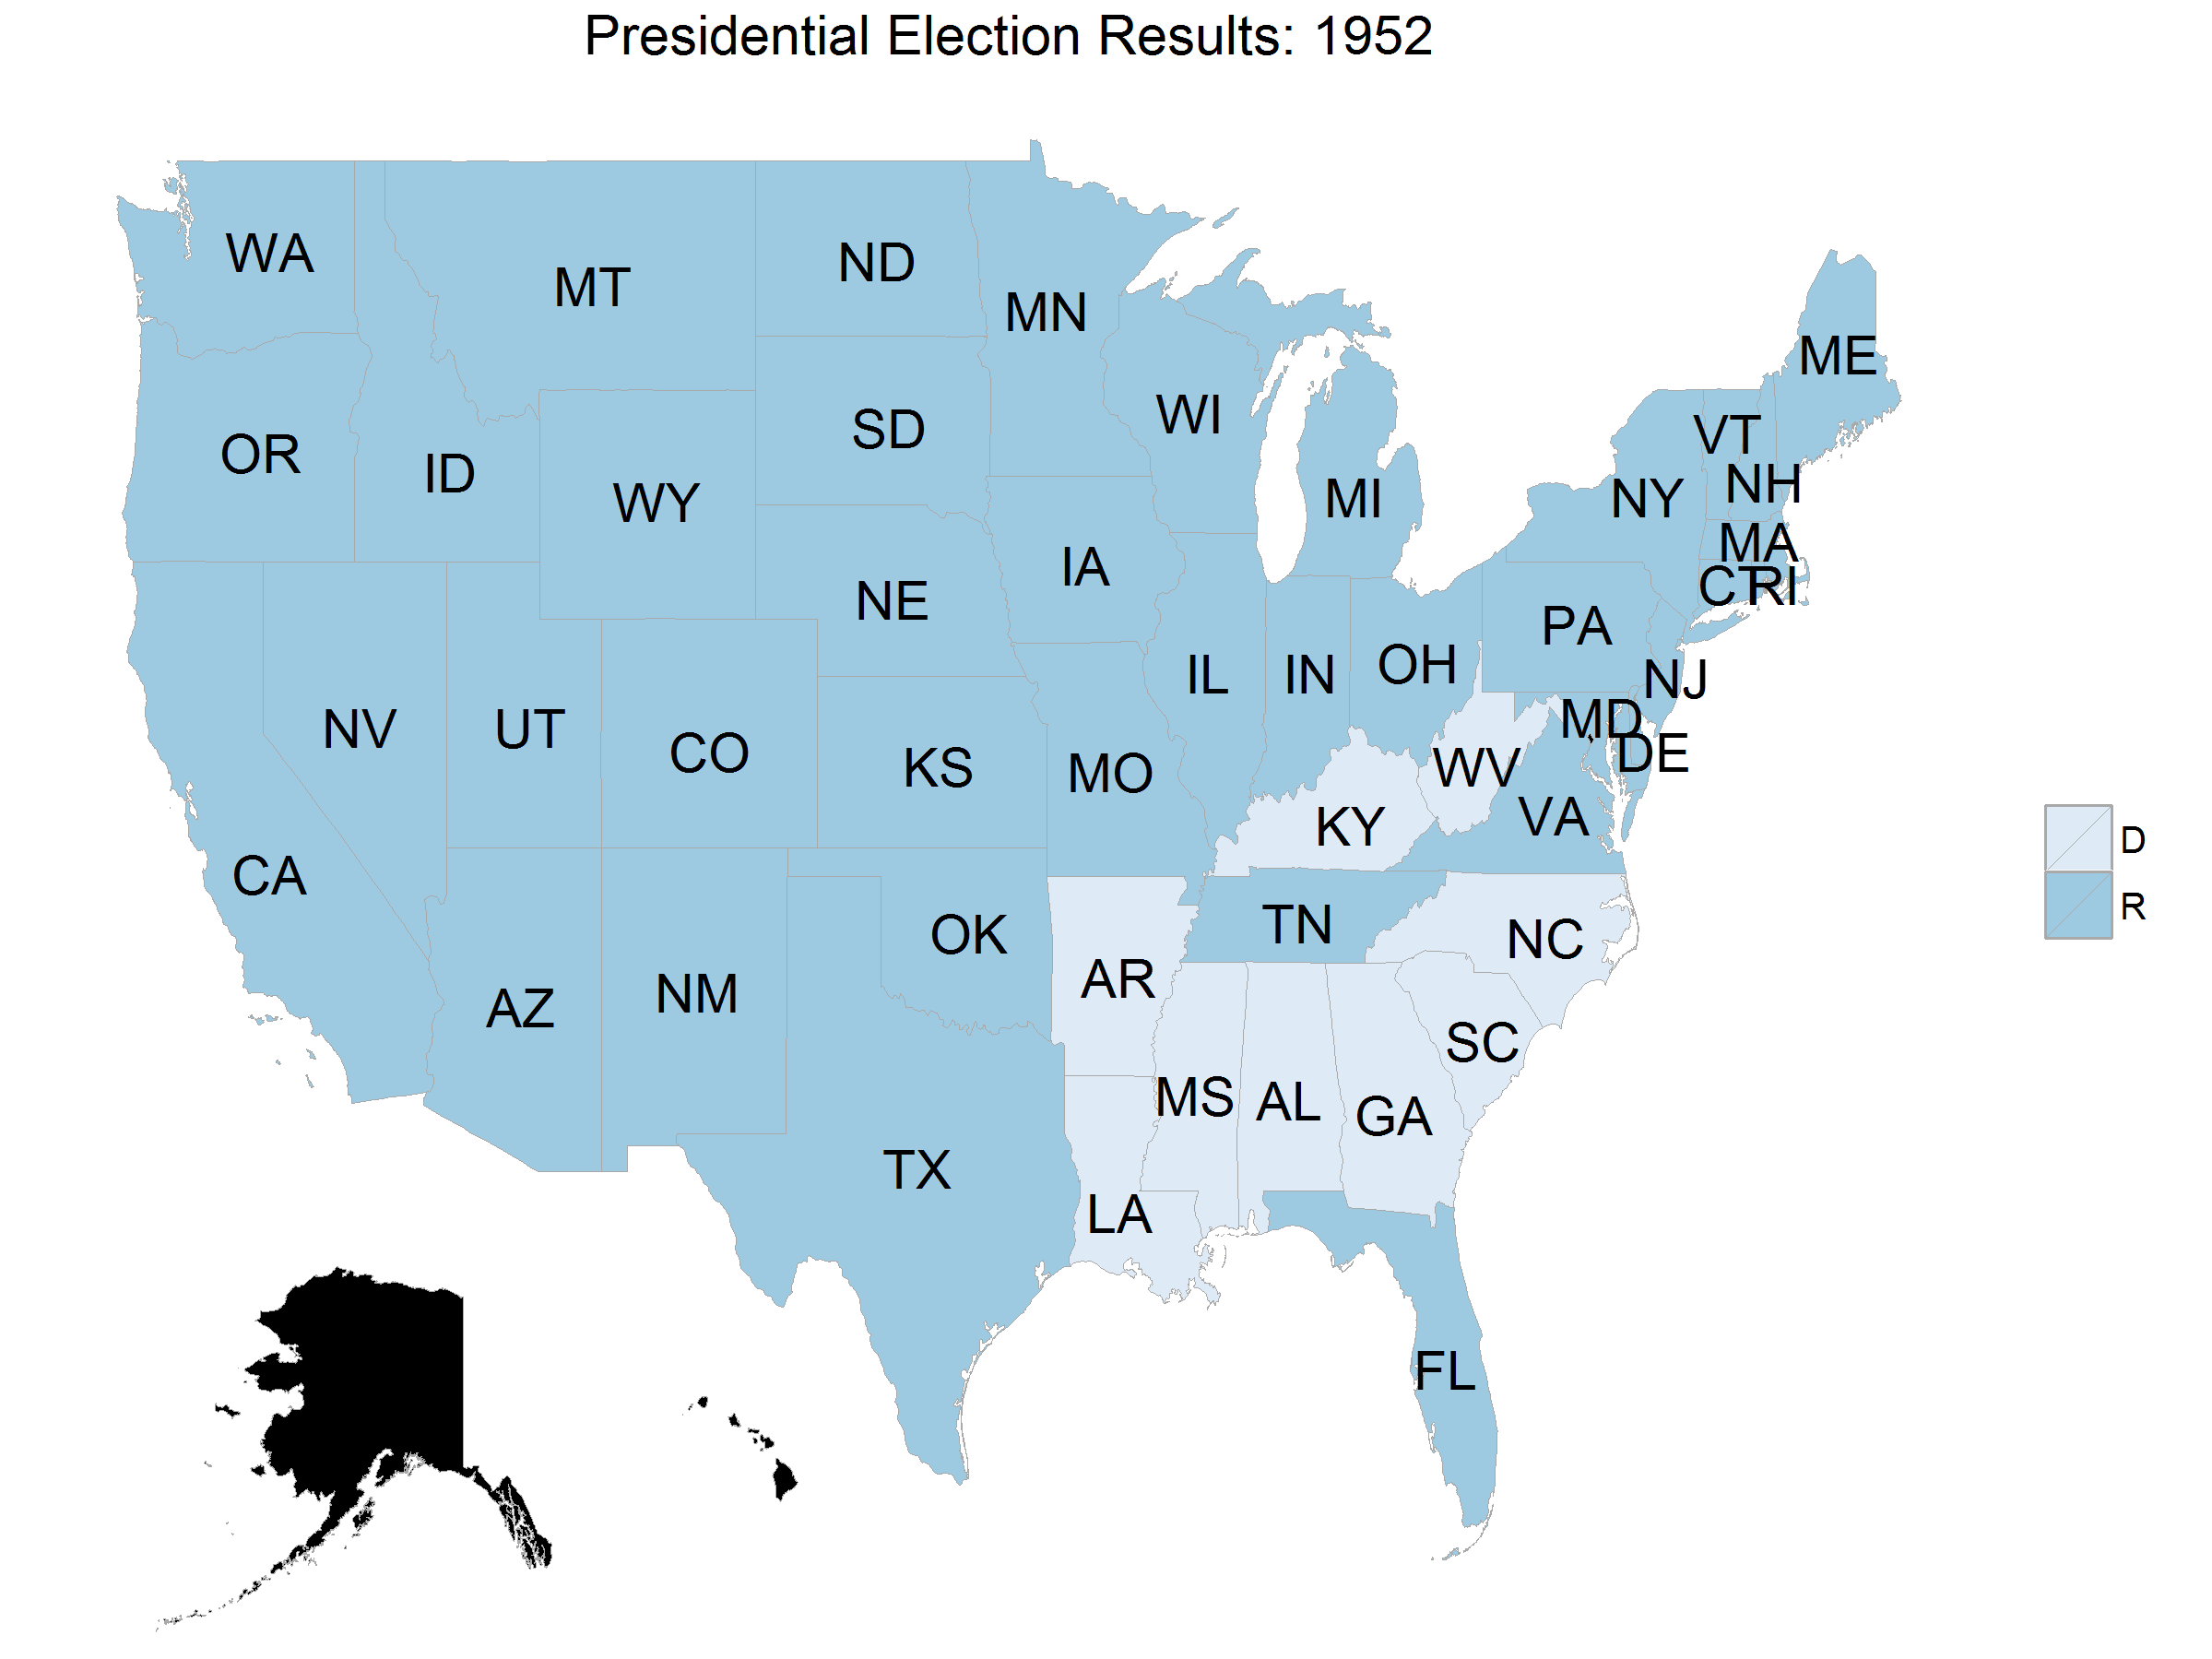 Presidential Election Results: 1952
WA
MT
ND
MN
ME
OR
ID
WY
SD
WI
MI
NY
VT
NH
MA
CT
RI
IA
NE
PA
IL
IN
OH
NJ
MD
DE
NV
UT
CO
KS
MO
WV
KY
VA
D
R
CA
OK
TN
NC
AR
AZ
NM
SC
MS
AL
GA
TX
LA
FL